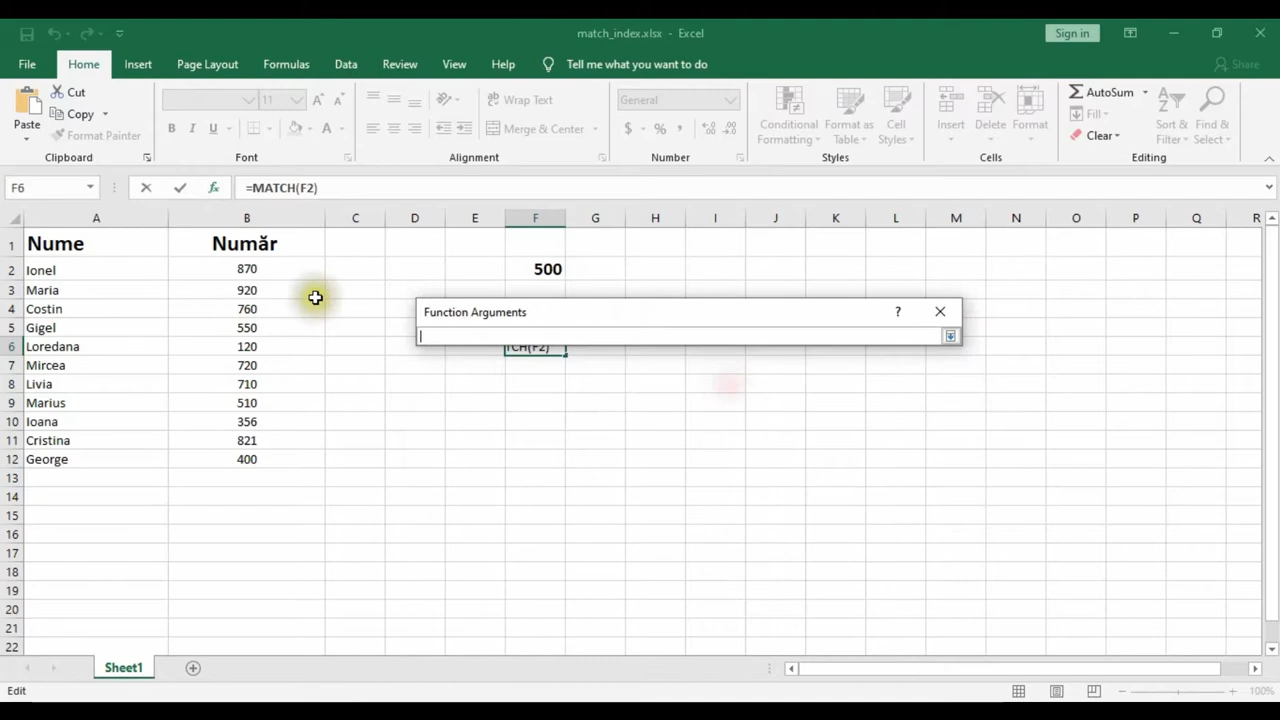 match_index.xlsx - Excel
Sign in
File Home Insert Page Layout Formulas Data Review View Help Tell me what you want to do Share
Paste
Cut
Copy
Format Painter
Clipboard
11
B I U
A
Font
Wrap Text
Merge & Center
Alignment
General
$ % ,
Number
Conditional Formatting
Format as Table
Cell Styles
Styles
Insert Delete Format
Cells
AutoSum
Fill
Clear
Sort & Filter
Find & Select
Editing
F6 fx =MATCH(F2)
A B C D E F G H I J K L M N O P Q R
1 Nume Număr
2 Ionel 870 500
3 Maria 920
4 Costin 760
5 Gigel 550
6 Loredana 120 TCH(F2)
7 Mircea 720
8 Livia 710
9 Marius 510
10 Ioana 356
11 Cristina 821
12 George 400
13
14
15
16
17
18
19
20
21
22
Function Arguments ?
Sheet1
Edit 100%